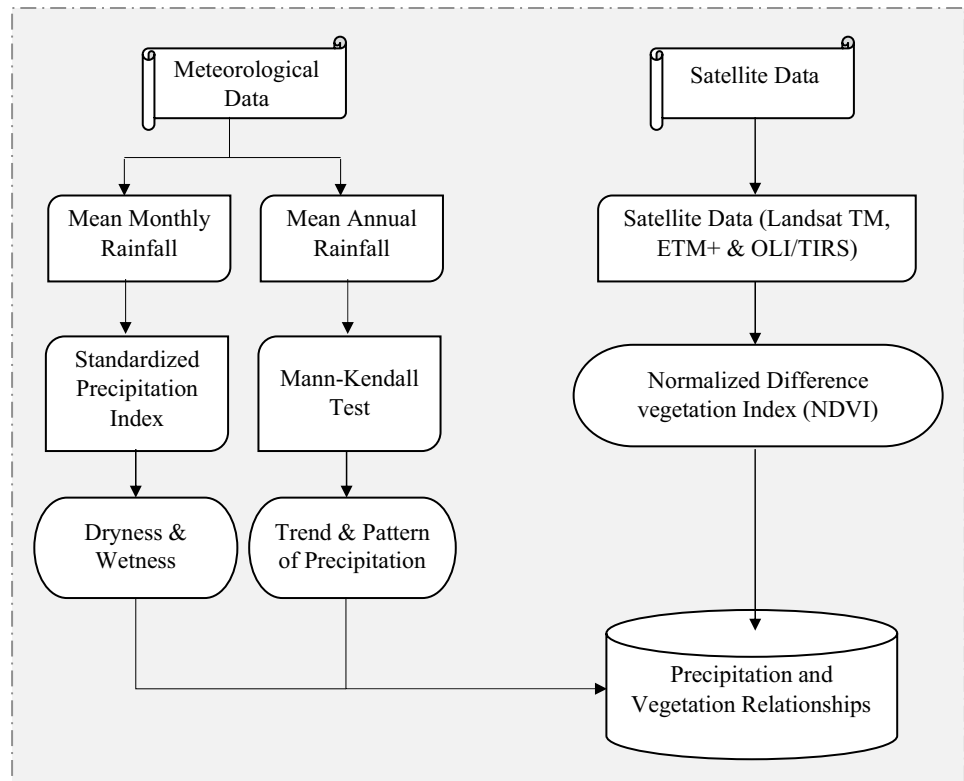 Meteorological
Data
Satellite Data
Mean Monthly
Rainfall
Mean Annual
Rainfall
Satellite Data (Landsat TM,
ETM+ & OLI/TIRS)
Standardized
Precipitation
Index
Mann-Kendall
Test
Normalized Difference
vegetation Index (NDVI)
Dryness &
Wetness
Trend & Pattern
of Precipitation
Precipitation and
Vegetation Relationships